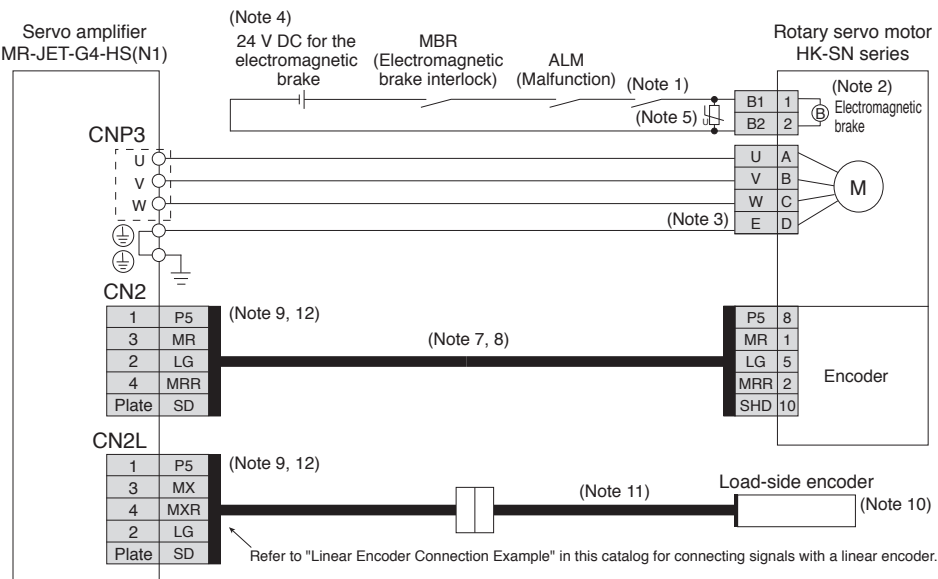 Servo amplifier
MR-JET-G4-HS(N1)
(Note 4)
24 V DC for the
electromagnetic
brake
MBR
(Electromagnetic
brake interlock)
ALM
(Malfunction)
(Note 1)
(Note 5)
U
Rotary servo motor
HK-SN series
B1 1
B2 2
B
(Note 2)
Electromagnetic
brake
CNP3
U
V
W
U A
V B
W C
E D
M
(Note 3)
CN2
1 P5
3 MR
2 LG
4 MRR
Plate SD
(Note 9, 12)
(Note 7, 8)
P5 8
MR 1
LG 5
MRR 2
SHD 10
Encoder
CN2L
1 P5
3 MX
4 MXR
2 LG
Plate SD
(Note 9, 12)
(Note 11)
Load-side encoder
(Note 10)
Refer to "Linear Encoder Connection Example" in this catalog for connecting signals with a linear encoder.